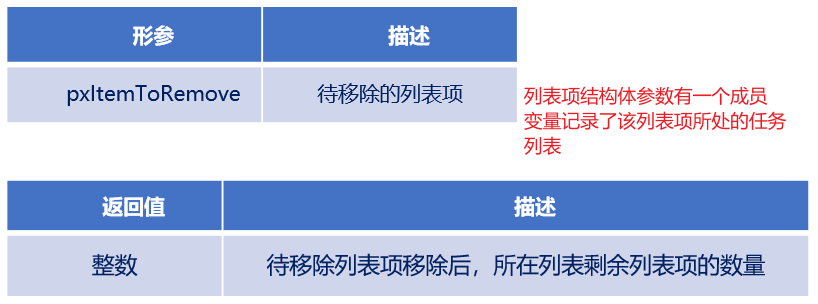 形参 描述
pxItemToRemove 待移除的列表项
列表项结构体参数有一个成员
变量记录了该列表项所处的任务
列表
返回值 描述
整数 待移除列表项移除后，所在列表剩余列表项的数量